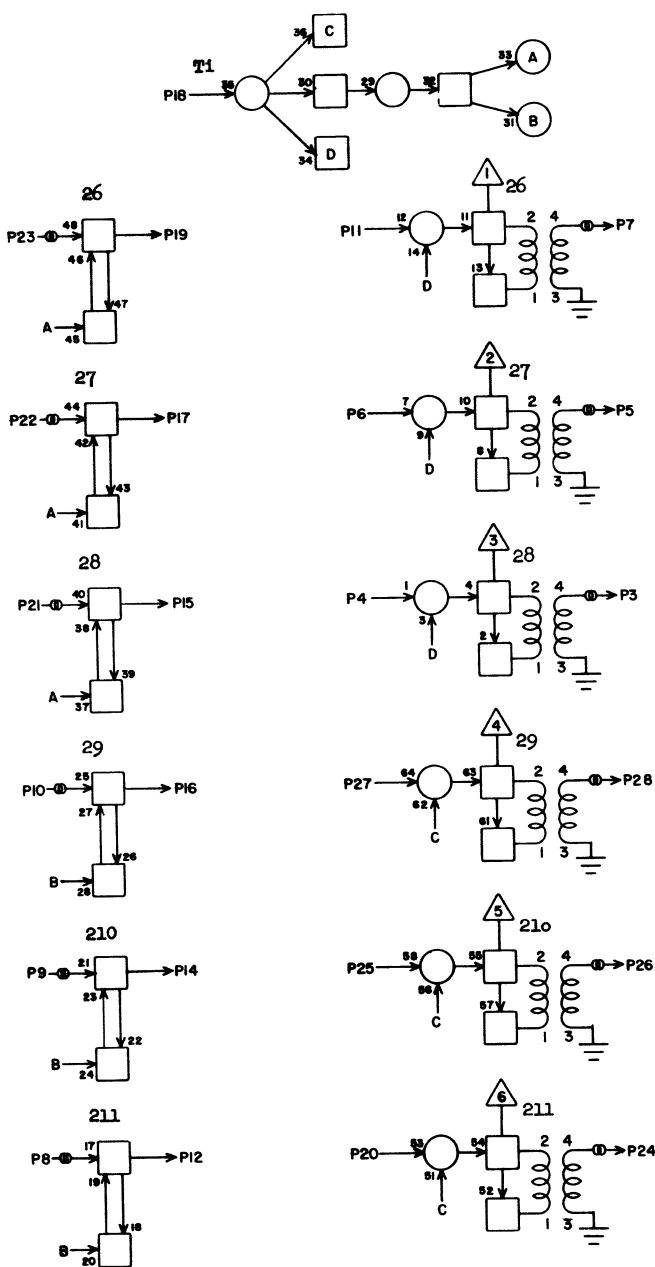 36 C
T1 33 A
P18 35 30 29 32
31 B
34 D
26
P23 48 P19
46
47
A 45
27
P22 44 P17
42
43
A 41
28
P21 40 P15
38
39
A 37
29
P10 25 P16
27
26
B 28
210
P9 21 P14
23
22
B 24
211
P8 17 P12
19
18
B 20
1 26
P11 12 11 2 4 P7
14 13
D 1 3
2 27
P6 7 10 2 4 P5
9 8
D 1 3
3 28
P4 1 4 2 4 P3
3 2
D 1 3
4 29
P27 64 63 2 4 P28
62 61
C 1 3
5 210
P25 58 55 2 4 P26
56 57
C 1 3
6 211
P20 53 54 2 4 P24
51 52
C 1 3